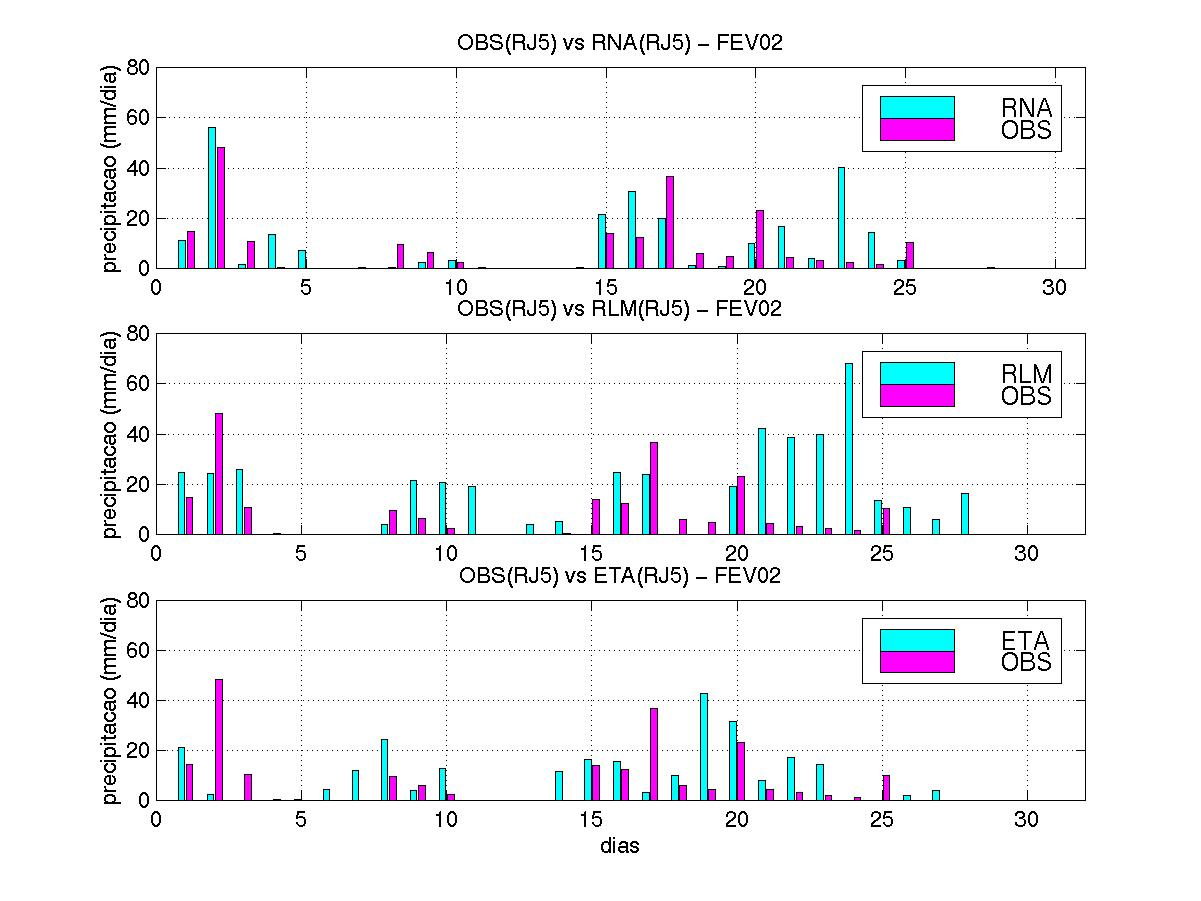 OBS(RJ5) vs RNA(RJ5) – FEV02
precipitacao (mm/dia)
80
60
40
20
0
0 5 10 15 20 25 30
RNA
OBS
OBS(RJ5) vs RLM(RJ5) – FEV02
precipitacao (mm/dia)
80
60
40
20
0
0 5 10 15 20 25 30
RLM
OBS
OBS(RJ5) vs ETA(RJ5) – FEV02
precipitacao (mm/dia)
80
60
40
20
0
0 5 10 15 20 25 30
ETA
OBS
dias